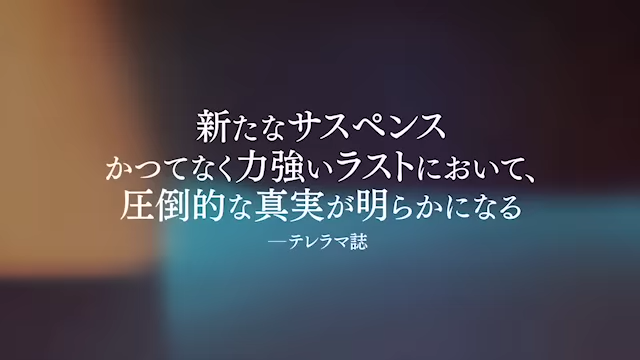 新たなサスペンス
かつてなく力強いラストにおいて、
圧倒的な真実が明らかになる
―テレラマ誌